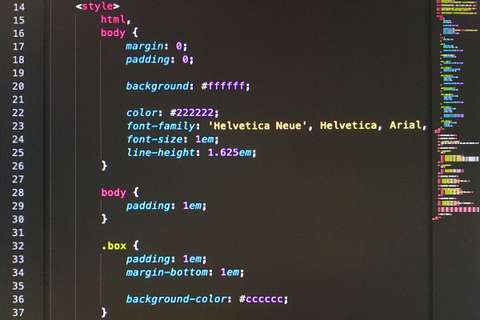 14 <style>
15 html,
16 body {
17 margin: 0;
18 padding: 0;
19
20 background: #ffffff;
21
22 color: #222222;
23 font-family: 'Helvetica Neue', Helvetica, Arial,
24 font-size: 1em;
25 line-height: 1.625em;
26 }
27
28 body {
29 padding: 1em;
30 }
31
32 .box {
33 padding: 1em;
34 margin-bottom: 1em;
35
36 background-color: #cccccc;
37 }